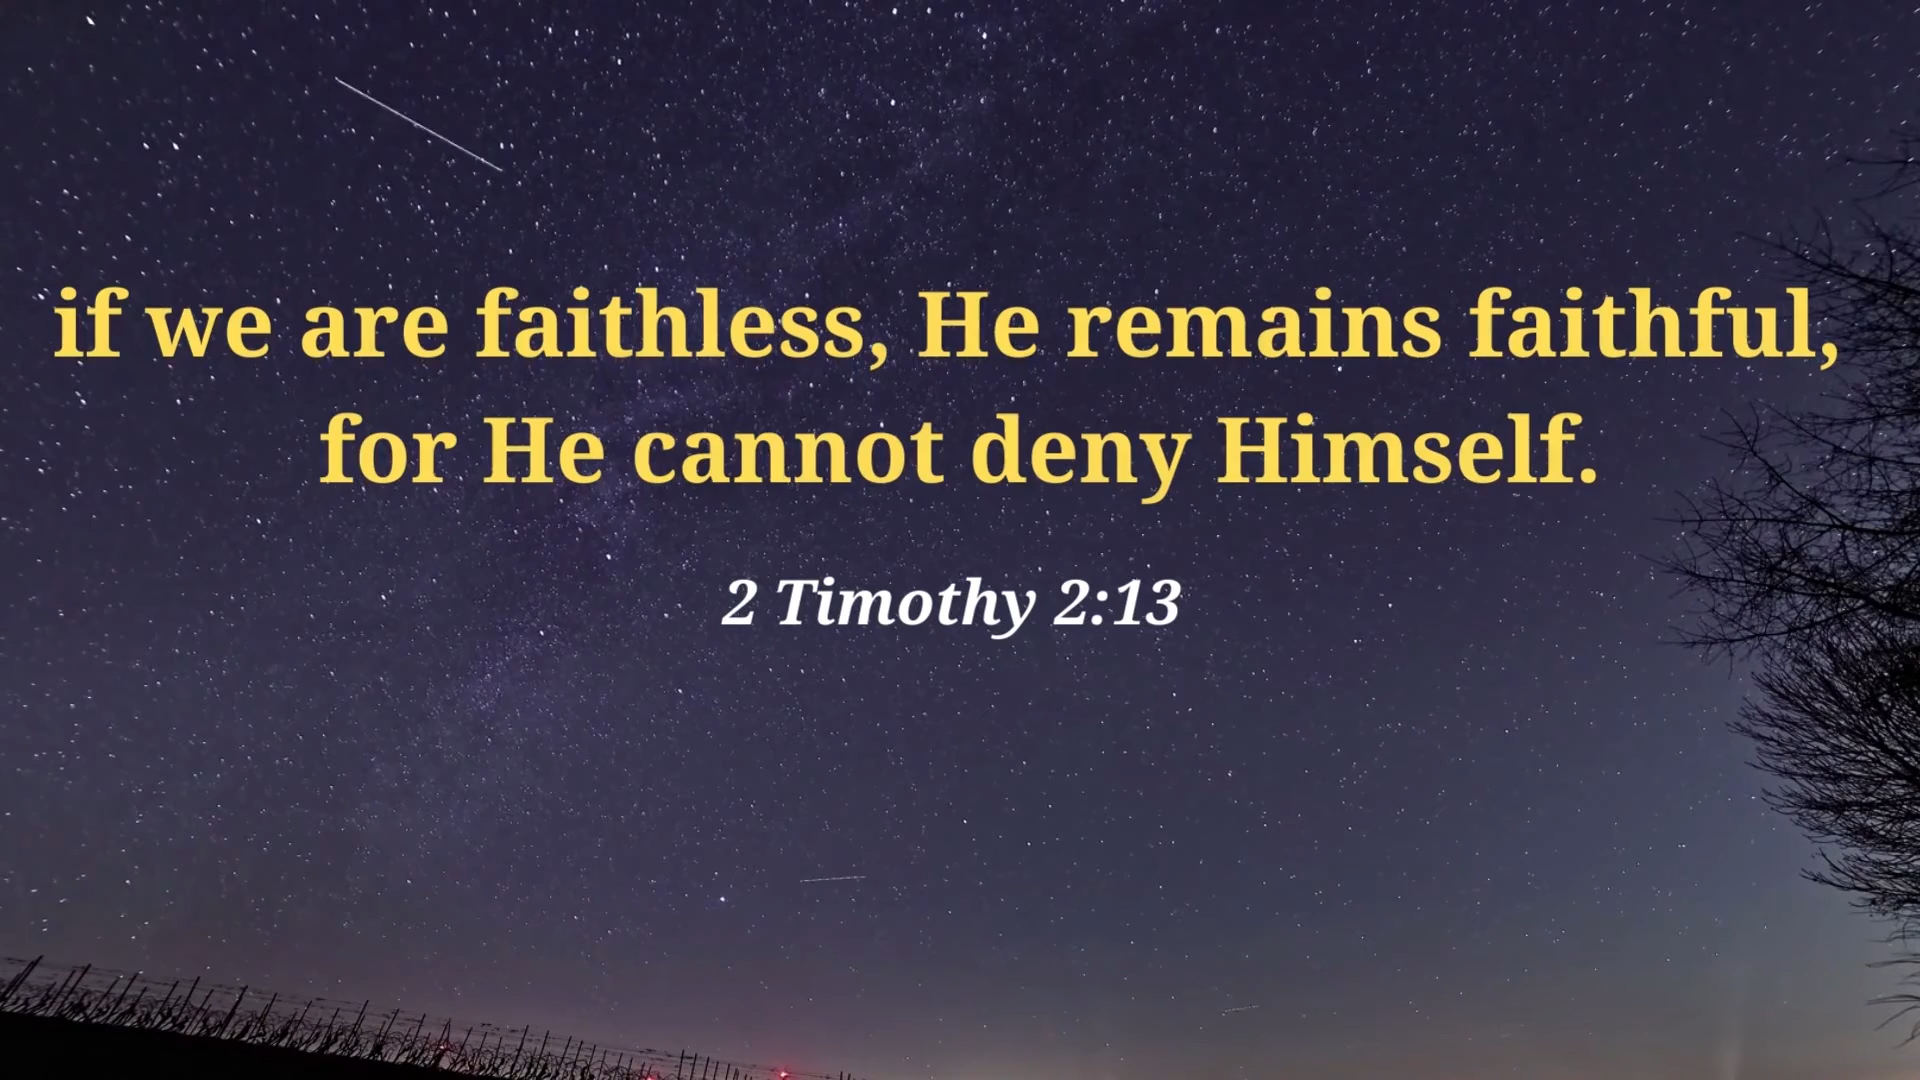 if we are faithless, He remains faithful,
for He cannot deny Himself.
2 Timothy 2:13